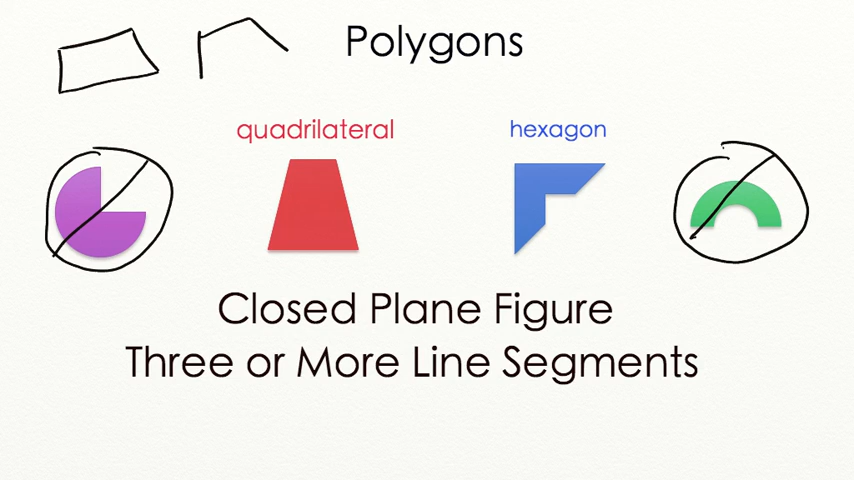 Polygons
quadrilateral
hexagon
Closed Plane Figure
Three or More Line Segments